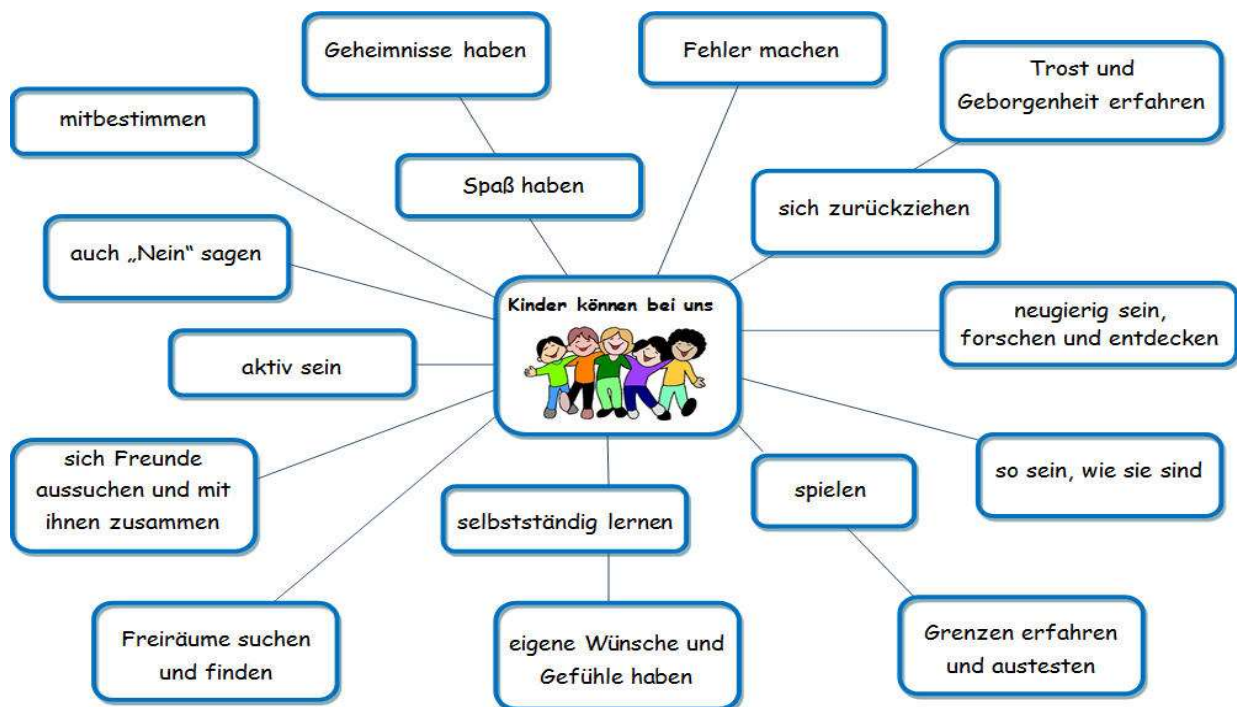 Geheimnisse haben
Fehler machen
Trost und
Geborgenheit erfahren
mitbestimmen
Spaß haben
sich zurückziehen
auch „Nein“ sagen
Kinder können bei uns
neugierig sein,
forschen und entdecken
aktiv sein
sich Freunde
aussuchen und mit
ihnen zusammen
selbstständig lernen
spielen
so sein, wie sie sind
Freiräume suchen
und finden
eigene Wünsche und
Gefühle haben
Grenzen erfahren
und austesten